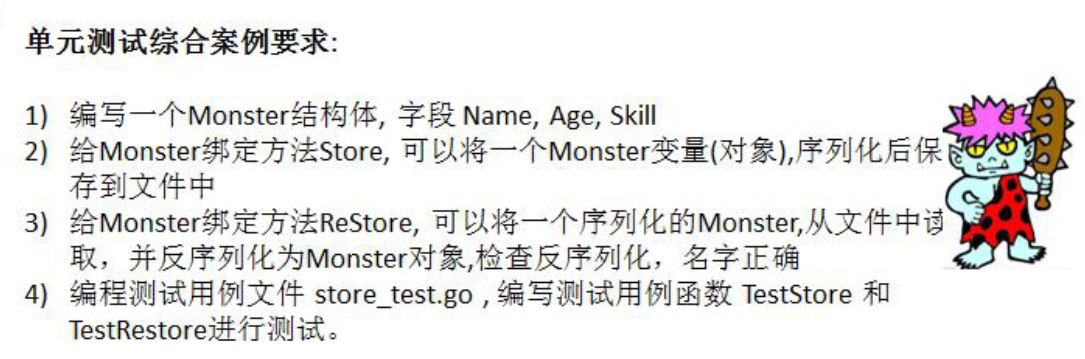 单元测试综合案例要求:
1) 编写一个Monster结构体, 字段 Name, Age, Skill
2) 给Monster绑定方法Store, 可以将一个Monster变量(对象),序列化后保
存到文件中
3) 给Monster绑定方法ReStore, 可以将一个序列化的Monster,从文件中读
取，并反序列化为Monster对象,检查反序列化，名字正确
4) 编程测试用例文件 store_test.go , 编写测试用例函数 TestStore 和
TestRestore进行测试。